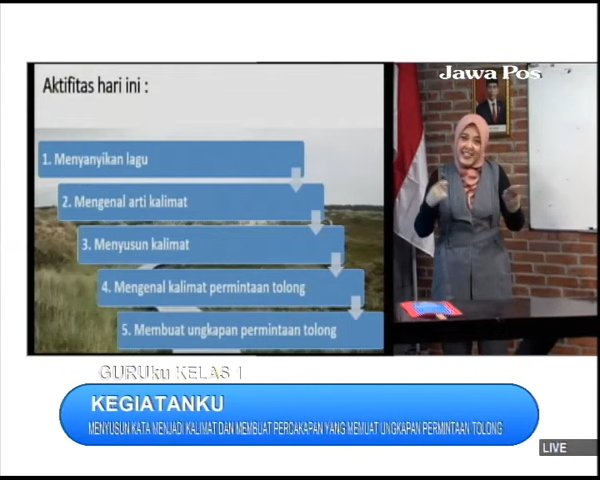 Aktifitas hari ini :
Jawa Pos
1. Menyanyikan lagu
2. Mengenal arti kalimat
3. Menyusun kalimat
4. Mengenal kalimat permintaan tolong
5. Membuat ungkapan permintaan tolong
GURUku KELAS 1
KEGIATANKU
MENYUSUN KATA MENJADI KALIMAT DAN MEMBUAT PERCAKAPAN YANG MEMUAT UNGKAPAN PERMINTAAN TOLONG
LIVE